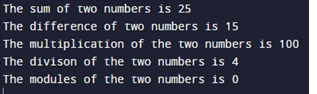 The sum of two numbers is 25
The difference of two numbers is 15
The multiplication of the two numbers is 100
The divison of the two numbers is 4
The modules of the two numbers is 0